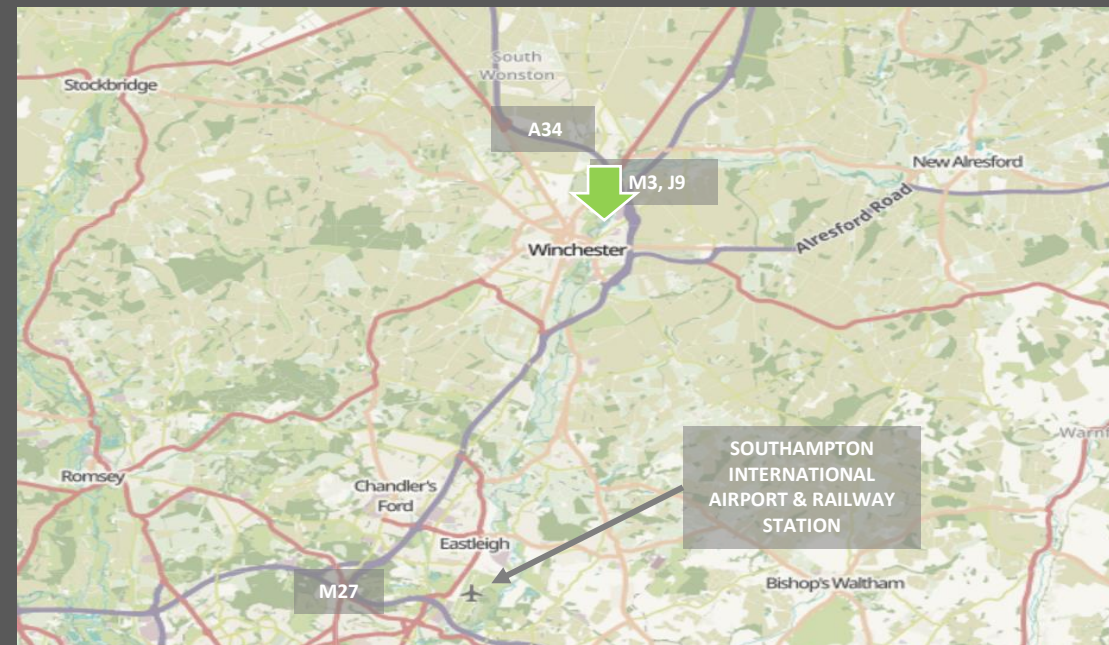 South
Wonston
Stockbridge
A34
New Alresford
M3, J9
Alresford Road
Winchester
SOUTHAMPTON
INTERNATIONAL
AIRPORT & RAILWAY
STATION
Warnf
Romsey
Chandler's
Ford
Eastleigh
Bishop's Waltham
M27